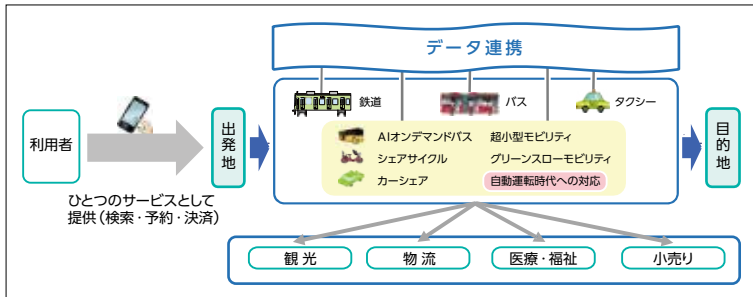 データ連携
鉄道
バス
タクシー
利用者
出発地
AIオンデマンドバス
超小型モビリティ
シェアサイクル
グリーンスローモビリティ
カーシェア
自動運転時代への対応
目的地
ひとつのサービスとして
提供（検索・予約・決済）
観光
物流
医療・福祉
小売り